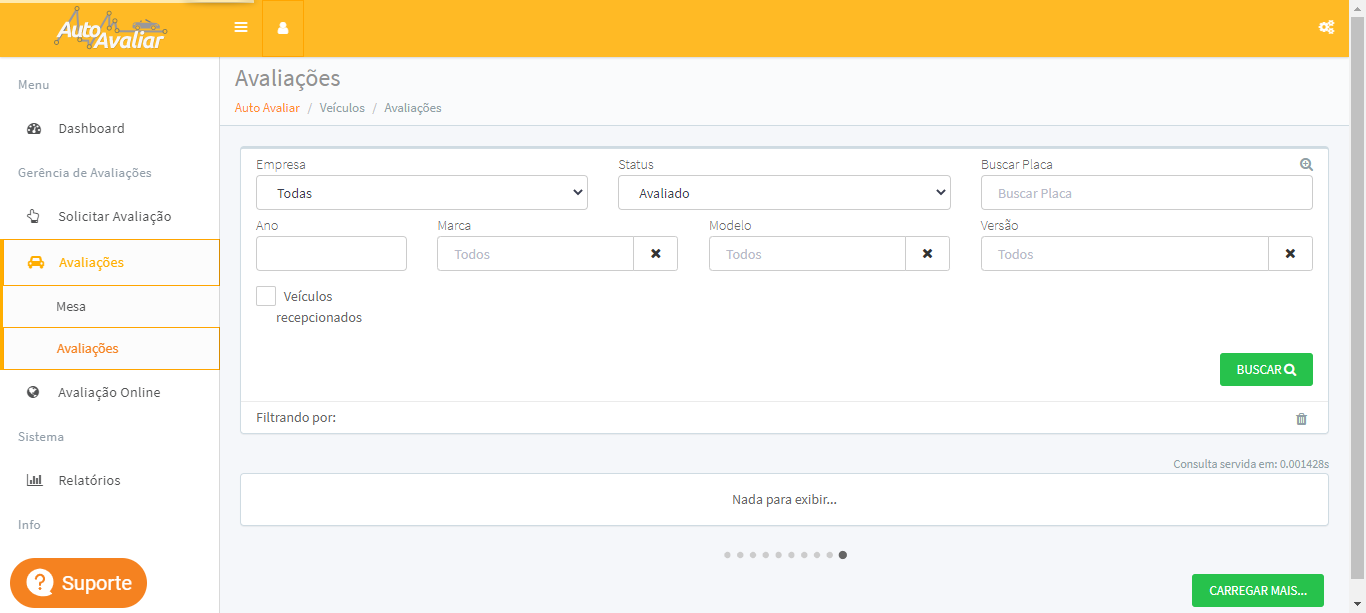 Auto
Avaliar
Menu
Dashboard
Gerência de Avaliações
Solicitar Avaliação
Avaliações
Mesa
Avaliações
Avaliação Online
Sistema
Relatórios
Info
Suporte
Avaliações
Auto Avaliar / Veículos / Avaliações
Empresa Status Buscar Placa
Todas Avaliado Buscar Placa
Ano Marca Modelo Versão
Todos Todos Todos
Veículos
recepcionados
BUSCAR
Filtrando por:
Consulta servida em: 0.001428s
Nada para exibir...
CARREGAR MAIS...